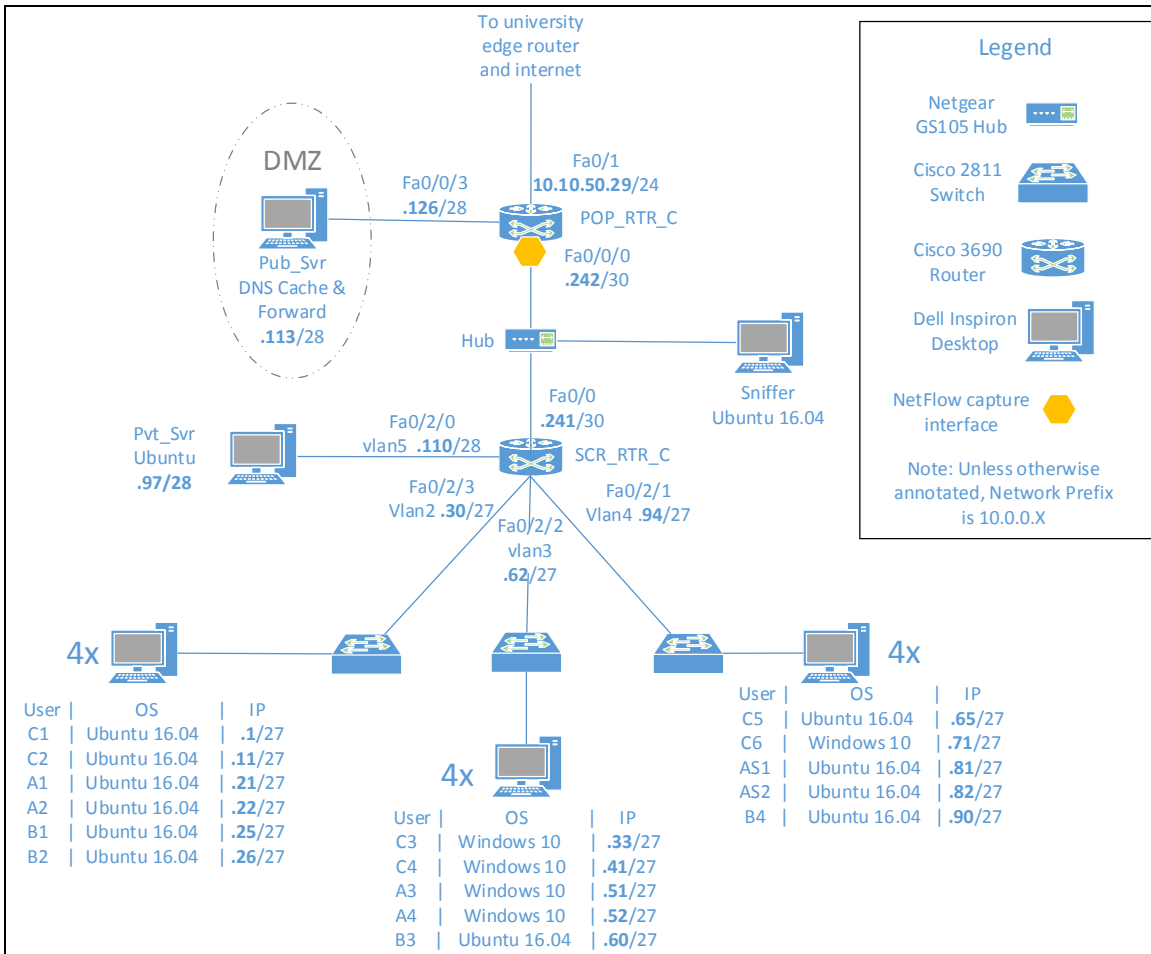 To university
edge router
and internet
DMZ
Fa0/0/3
.126/28
Fa0/1
10.10.50.29/24
POP_RTR_C
Pub_Svr
DNS Cache &
Forward
.113/28
Fa0/0/0
.242/30
Hub
Sniffer
Ubuntu 16.04
Fa0/0
.241/30
SCR_RTR_C
Pvt_Svr
Ubuntu
.97/28
Fa0/2/0
vlan5 .110/28
Fa0/2/3
Vlan2 .30/27
Fa0/2/2
vlan3
.62/27
Fa0/2/1
Vlan4 .94/27
4x
User | OS | IP
C1 | Ubuntu 16.04 | .1/27
C2 | Ubuntu 16.04 | .11/27
A1 | Ubuntu 16.04 | .21/27
A2 | Ubuntu 16.04 | .22/27
B1 | Ubuntu 16.04 | .25/27
B2 | Ubuntu 16.04 | .26/27
4x
User | OS | IP
C3 | Windows 10 | .33/27
C4 | Windows 10 | .41/27
A3 | Windows 10 | .51/27
A4 | Windows 10 | .52/27
B3 | Ubuntu 16.04 | .60/27
4x
User | OS | IP
C5 | Ubuntu 16.04 | .65/27
C6 | Windows 10 | .71/27
AS1 | Ubuntu 16.04 | .81/27
AS2 | Ubuntu 16.04 | .82/27
B4 | Ubuntu 16.04 | .90/27
Legend
Netgear
GS105 Hub
Cisco 2811
Switch
Cisco 3690
Router
Dell Inspiron
Desktop
NetFlow capture
interface
Note: Unless otherwise
annotated, Network Prefix
is 10.0.0.X